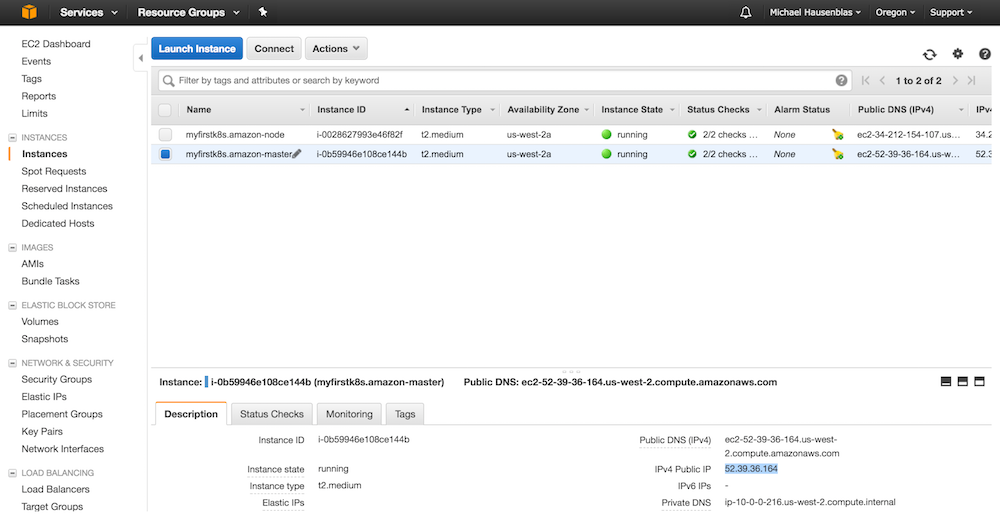 Services Resource Groups Michael Hausenblas Oregon Support
EC2 Dashboard
Events
Tags
Reports
Limits
INSTANCES
Instances
Spot Requests
Reserved Instances
Scheduled Instances
Dedicated Hosts
IMAGES
AMIs
Bundle Tasks
ELASTIC BLOCK STORE
Volumes
Snapshots
NETWORK & SECURITY
Security Groups
Elastic IPs
Placement Groups
Key Pairs
Network Interfaces
LOAD BALANCING
Load Balancers
Target Groups
Launch Instance Connect Actions
Filter by tags and attributes or search by keyword 1 to 2 of 2
Name Instance ID Instance Type Availability Zone Instance State Status Checks Alarm Status Public DNS (IPv4) IPv4
myfirstk8s.amazon-node i-0028627993e46f82f t2.medium us-west-2a running 2/2 checks ... None ec2-34-212-154-107.us... 34.2
myfirstk8s.amazon-master i-0b59946e108ce144b t2.medium us-west-2a running 2/2 checks ... None ec2-52-39-36-164.us-w... 52.3
Instance: i-0b59946e108ce144b (myfirstk8s.amazon-master) Public DNS: ec2-52-39-36-164.us-west-2.compute.amazonaws.com
Description Status Checks Monitoring Tags
Instance ID i-0b59946e108ce144b Public DNS (IPv4) ec2-52-39-36-164.us-west-
2.compute.amazonaws.com
Instance state running IPv4 Public IP 52.39.36.164
Instance type t2.medium IPv6 IPs -
Elastic IPs Private DNS ip-10-0-0-216.us-west-2.compute.internal